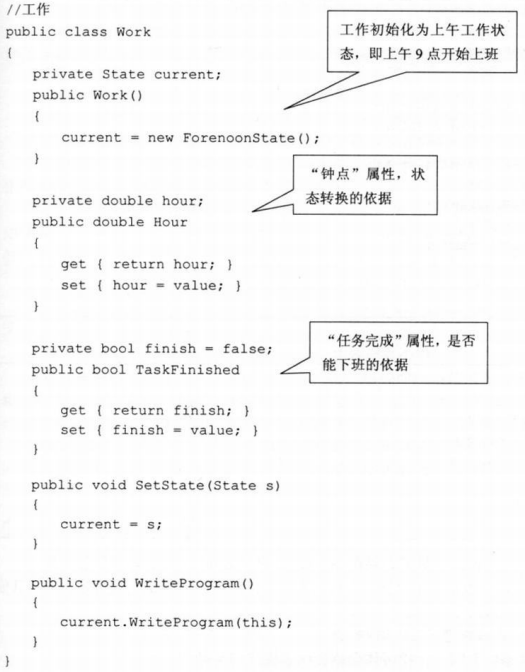 //工作
public class Work
{
工作初始化为上午工作状
态，即上午 9 点开始上班
private State current;
public Work()
{
current = new ForenoonState();
}
“钟点”属性，状
态转换的依据
private double hour;
public double Hour
{
get { return hour; }
set { hour = value; }
}
“任务完成”属性，是否
能下班的依据
private bool finish = false;
public bool TaskFinished
{
get { return finish; }
set { finish = value; }
}
public void SetState(State s)
{
current = s;
}
public void WriteProgram()
{
current.WriteProgram(this);
}
}